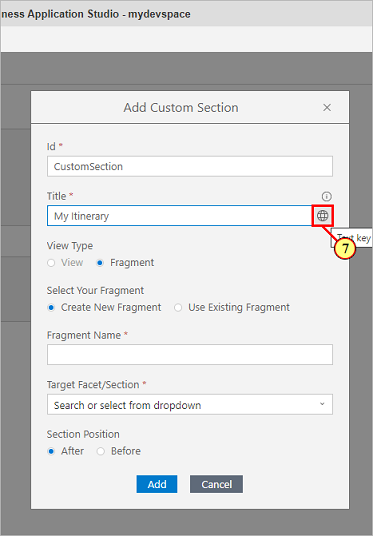 ness Application Studio - mydevspace
Add Custom Section
Id *
CustomSection
Title *
My Itinerary
key
7
View Type
View Fragment
Select Your Fragment
Create New Fragment Use Existing Fragment
Fragment Name *
Target Facet/Section *
Search or select from dropdown
Section Position
After Before
Add Cancel